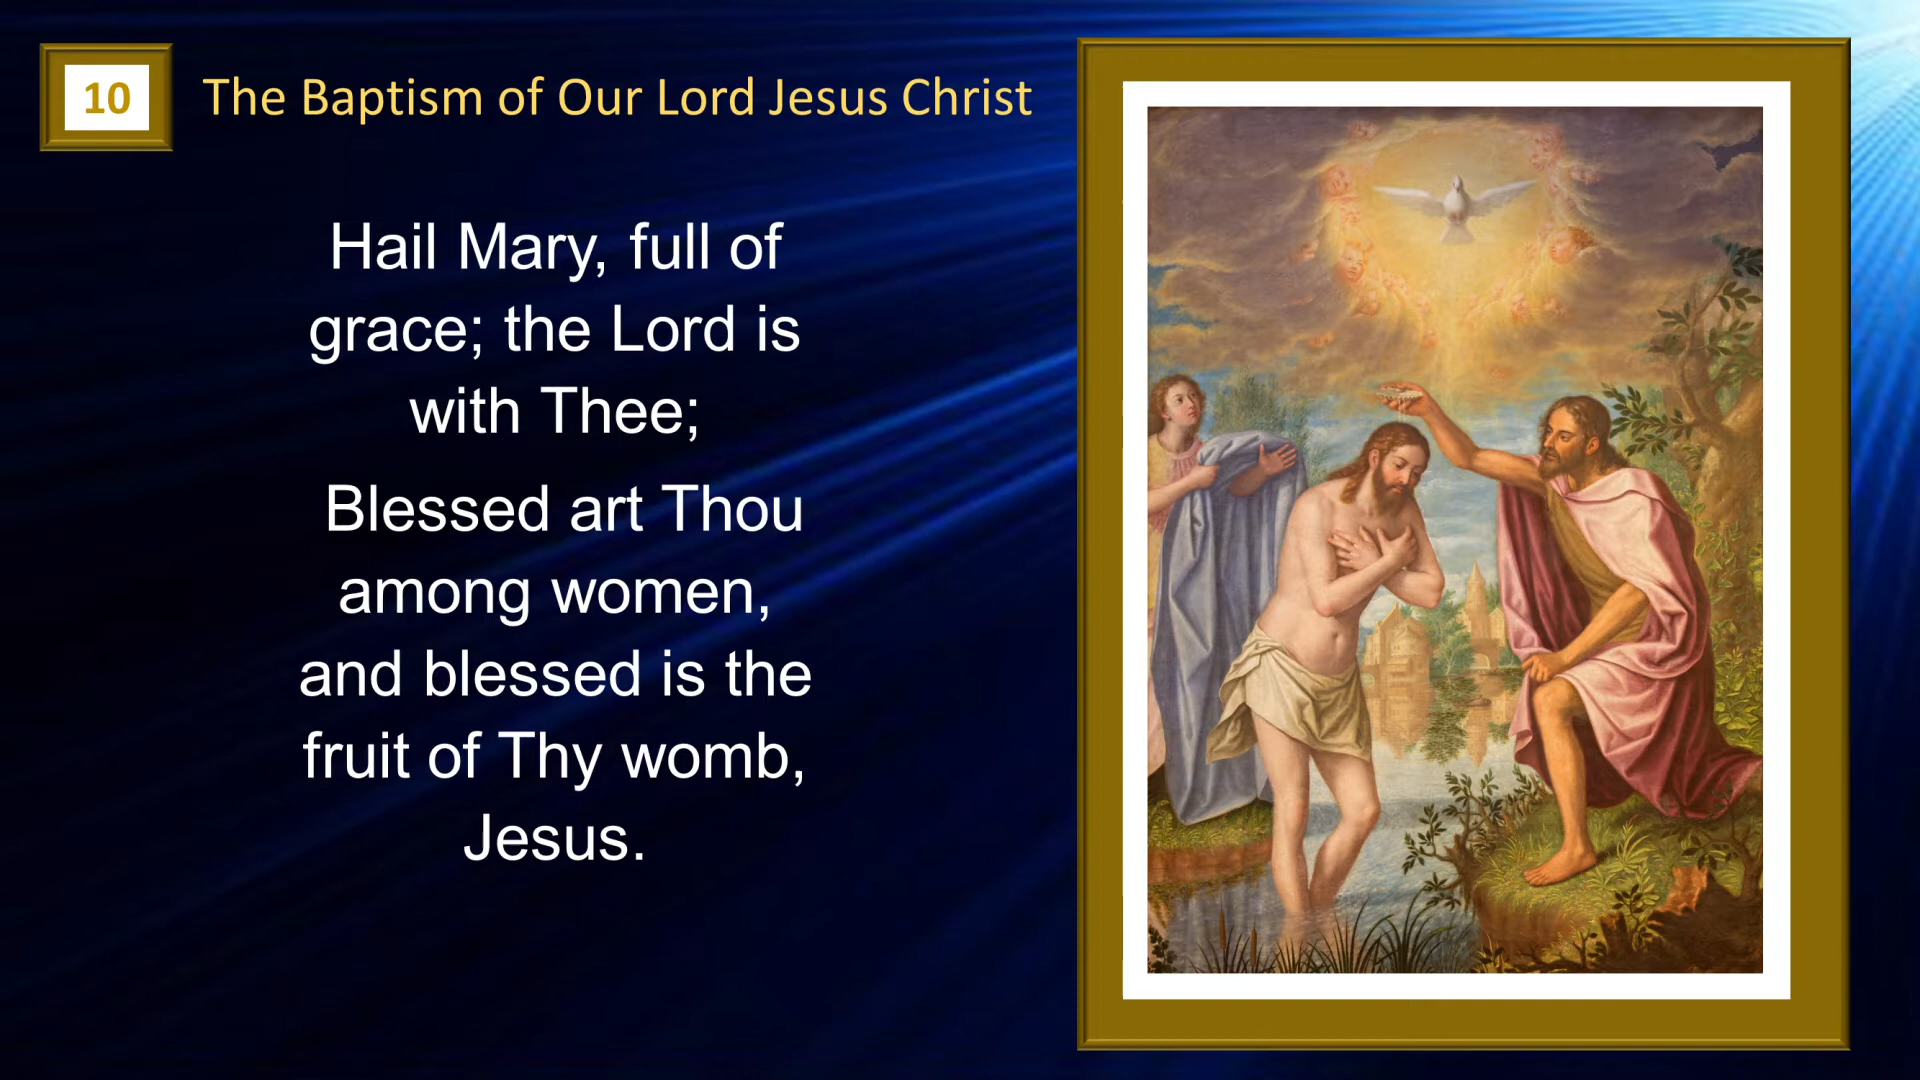 10
The Baptism of Our Lord Jesus Christ
Hail Mary, full of
grace; the Lord is
with Thee;
Blessed art Thou
among women,
and blessed is the
fruit of Thy womb,
Jesus.